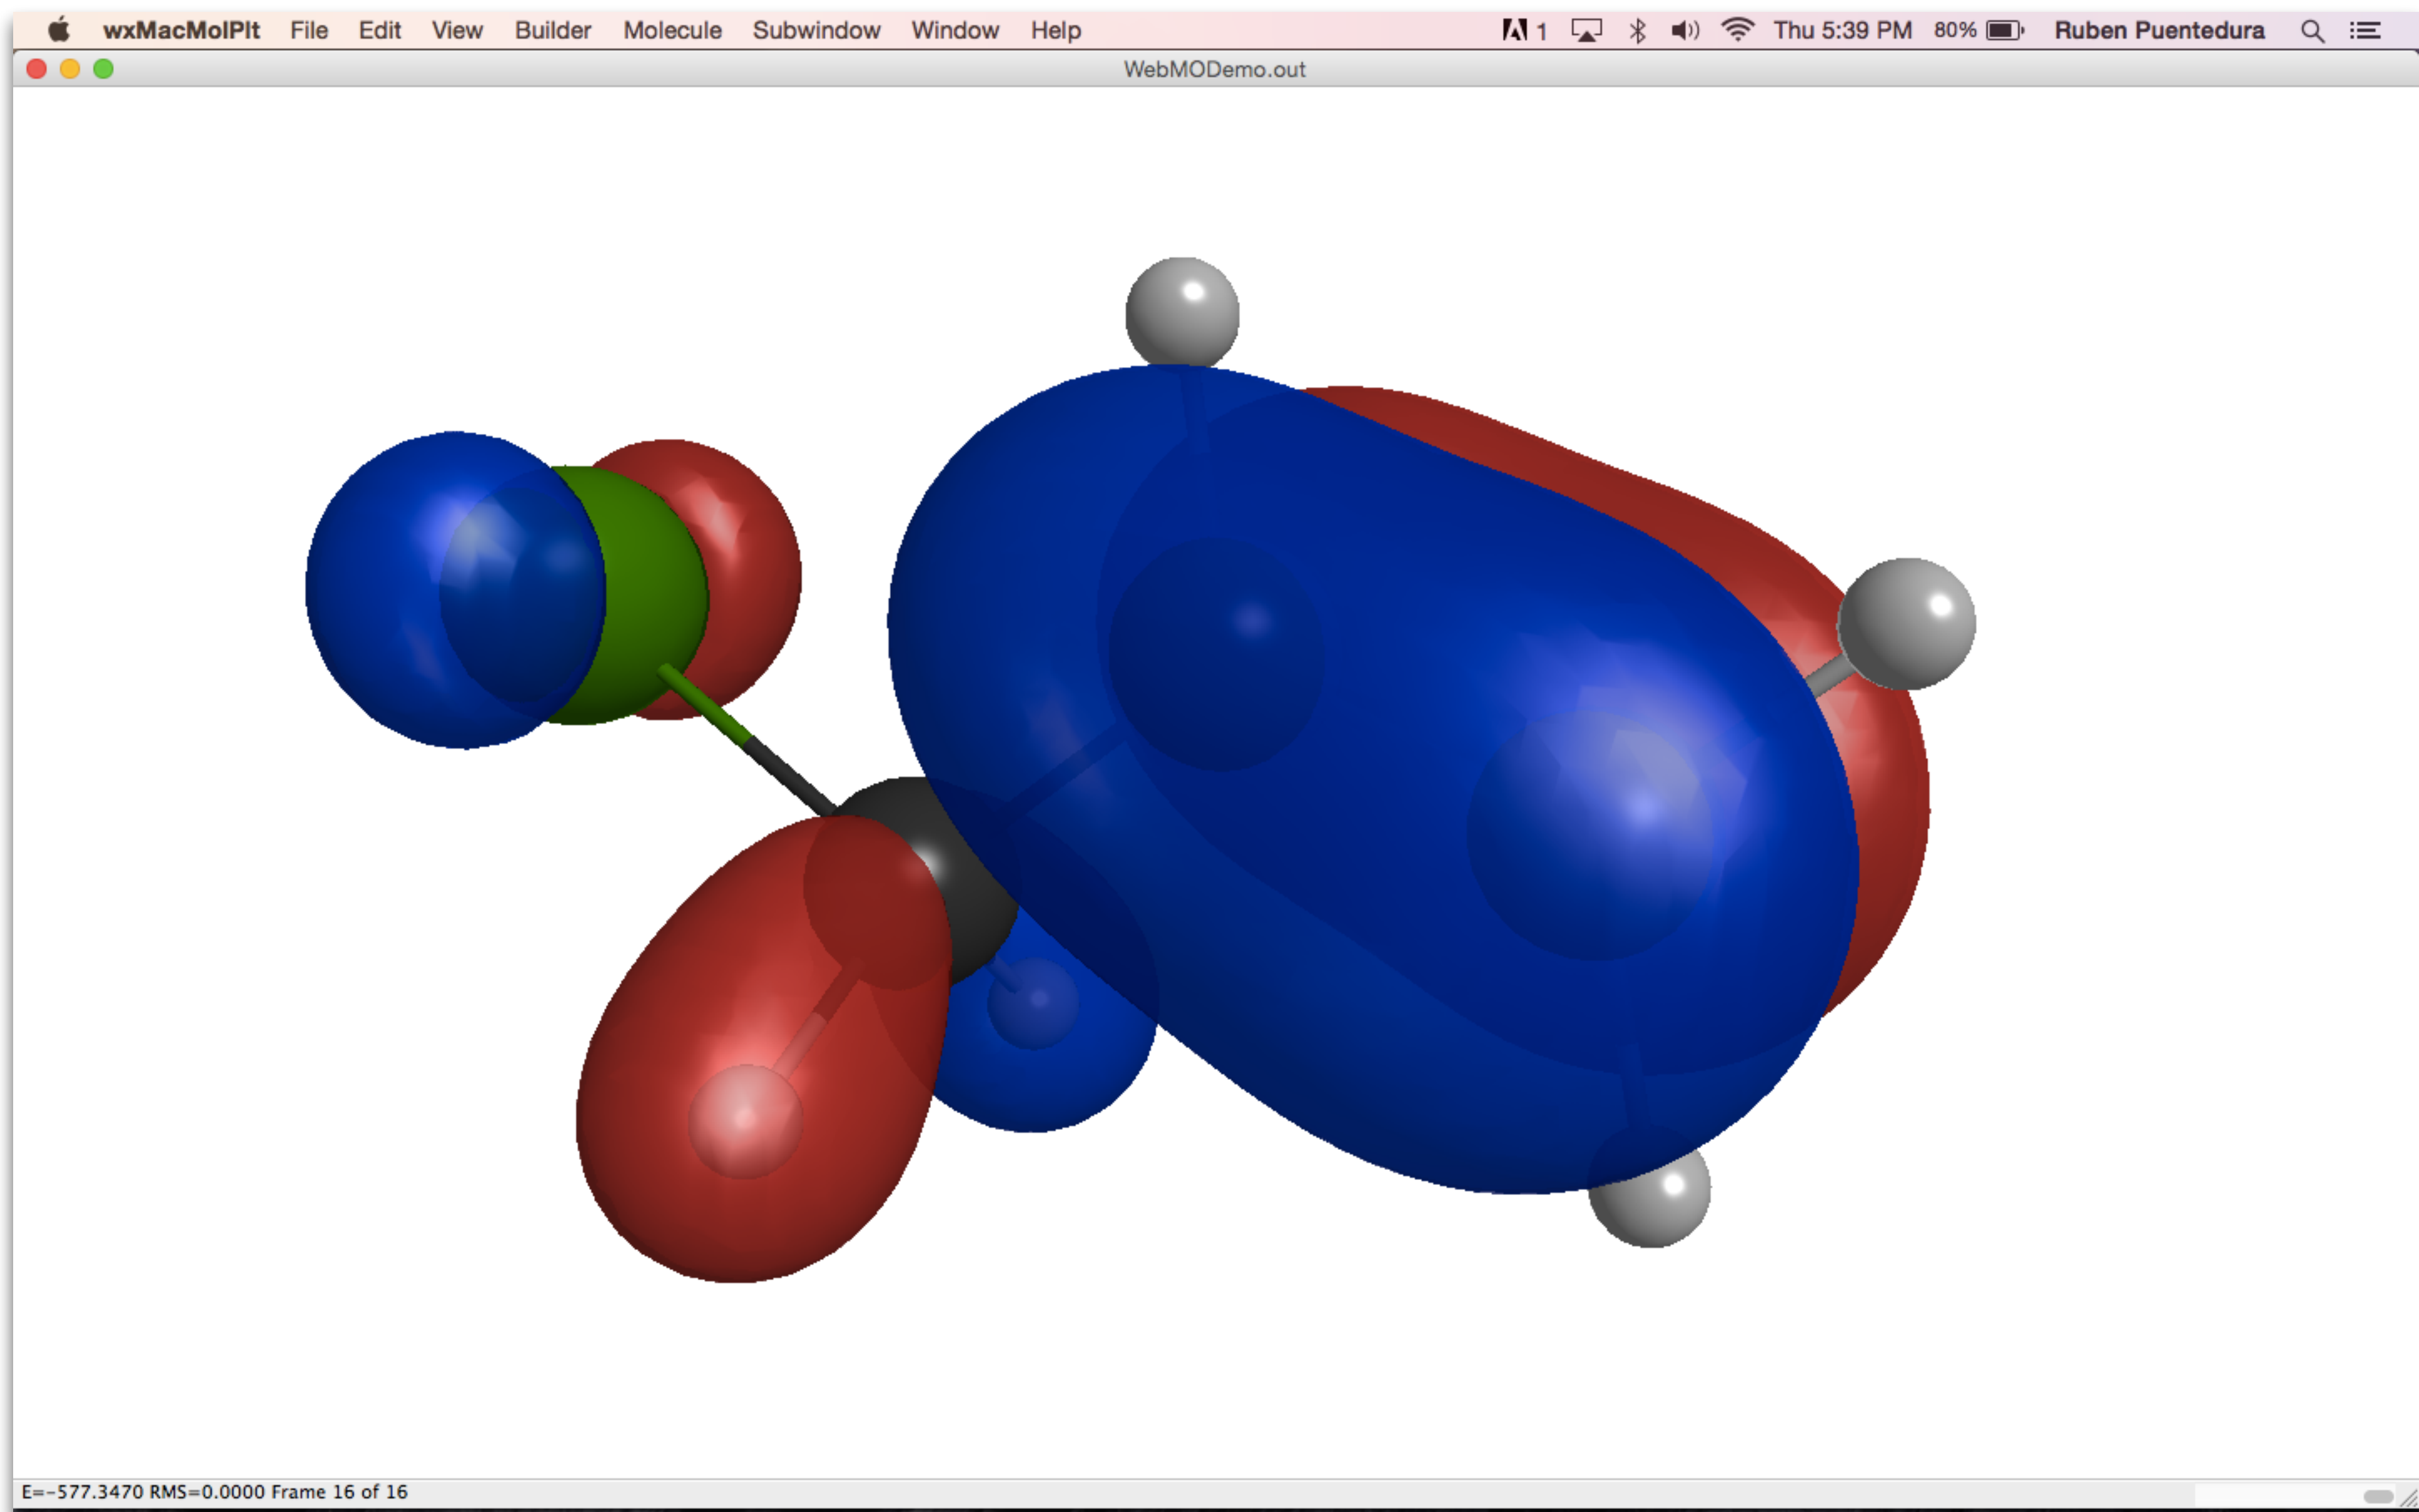 wxMacMolPlt File Edit View Builder Molecule Subwindow Window Help 1 Thu 5:39 PM 80% Ruben Puentedura
WebMODemo.out
E=-577.3470 RMS=0.0000 Frame 16 of 16